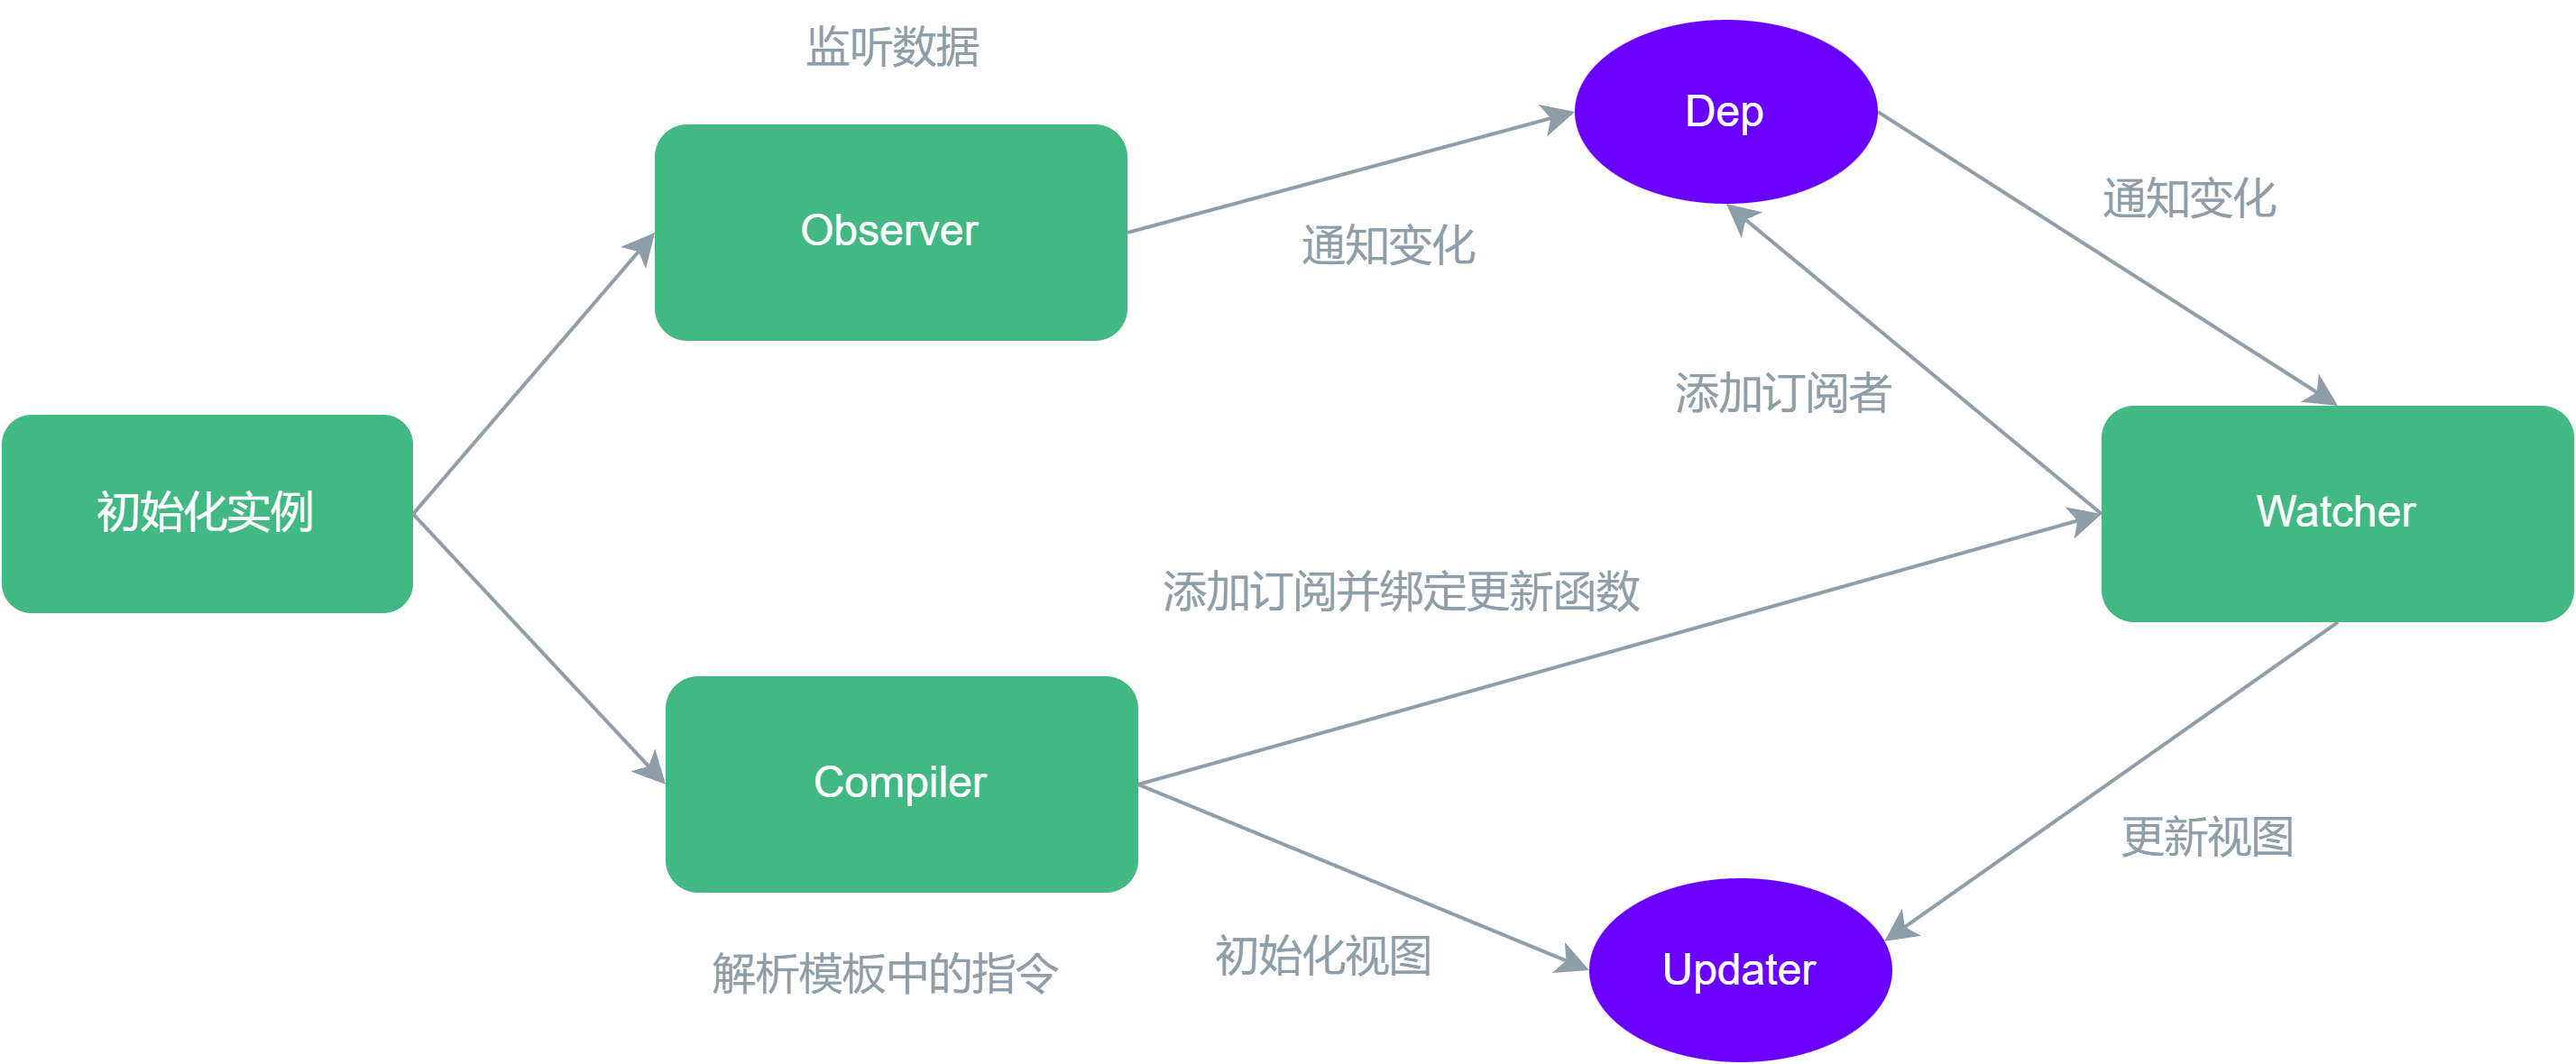 监听数据
Dep
Observer
通知变化
通知变化
添加订阅者
初始化实例
Watcher
添加订阅并绑定更新函数
Compiler
更新视图
初始化视图
解析模板中的指令
Updater